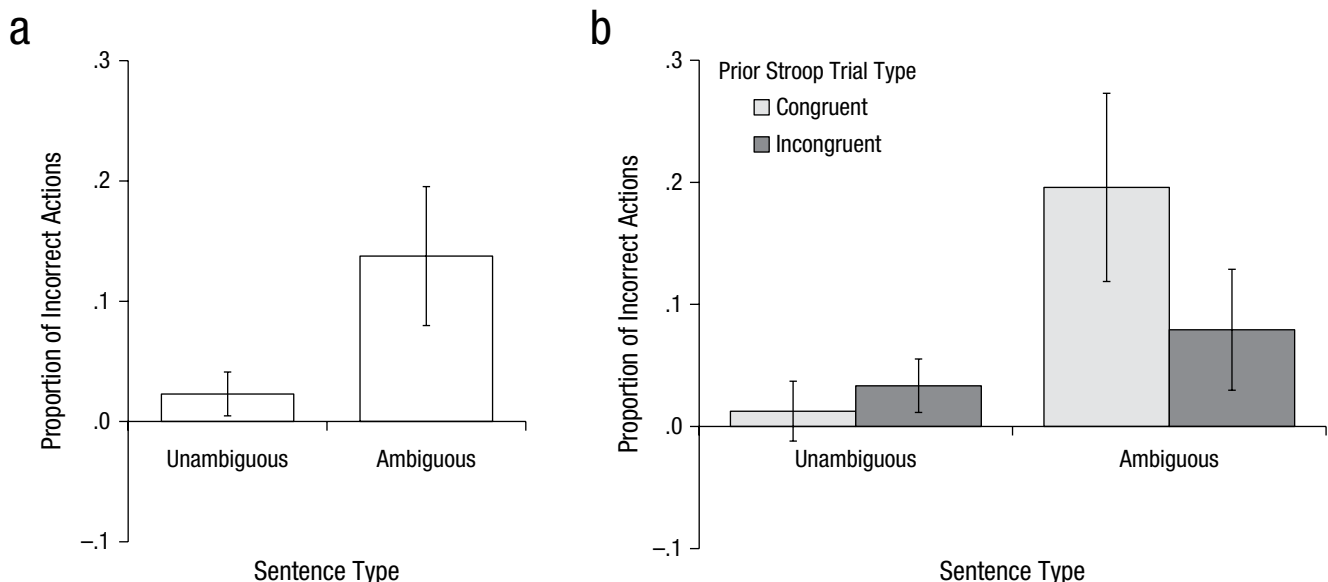 a
.3
.2
.1
.0
–.1
Proportion of Incorrect Actions
Unambiguous
Ambiguous
Sentence Type
b
.3
.2
.1
.0
–.1
Proportion of Incorrect Actions
Prior Stroop Trial Type
Congruent
Incongruent
Unambiguous
Ambiguous
Sentence Type